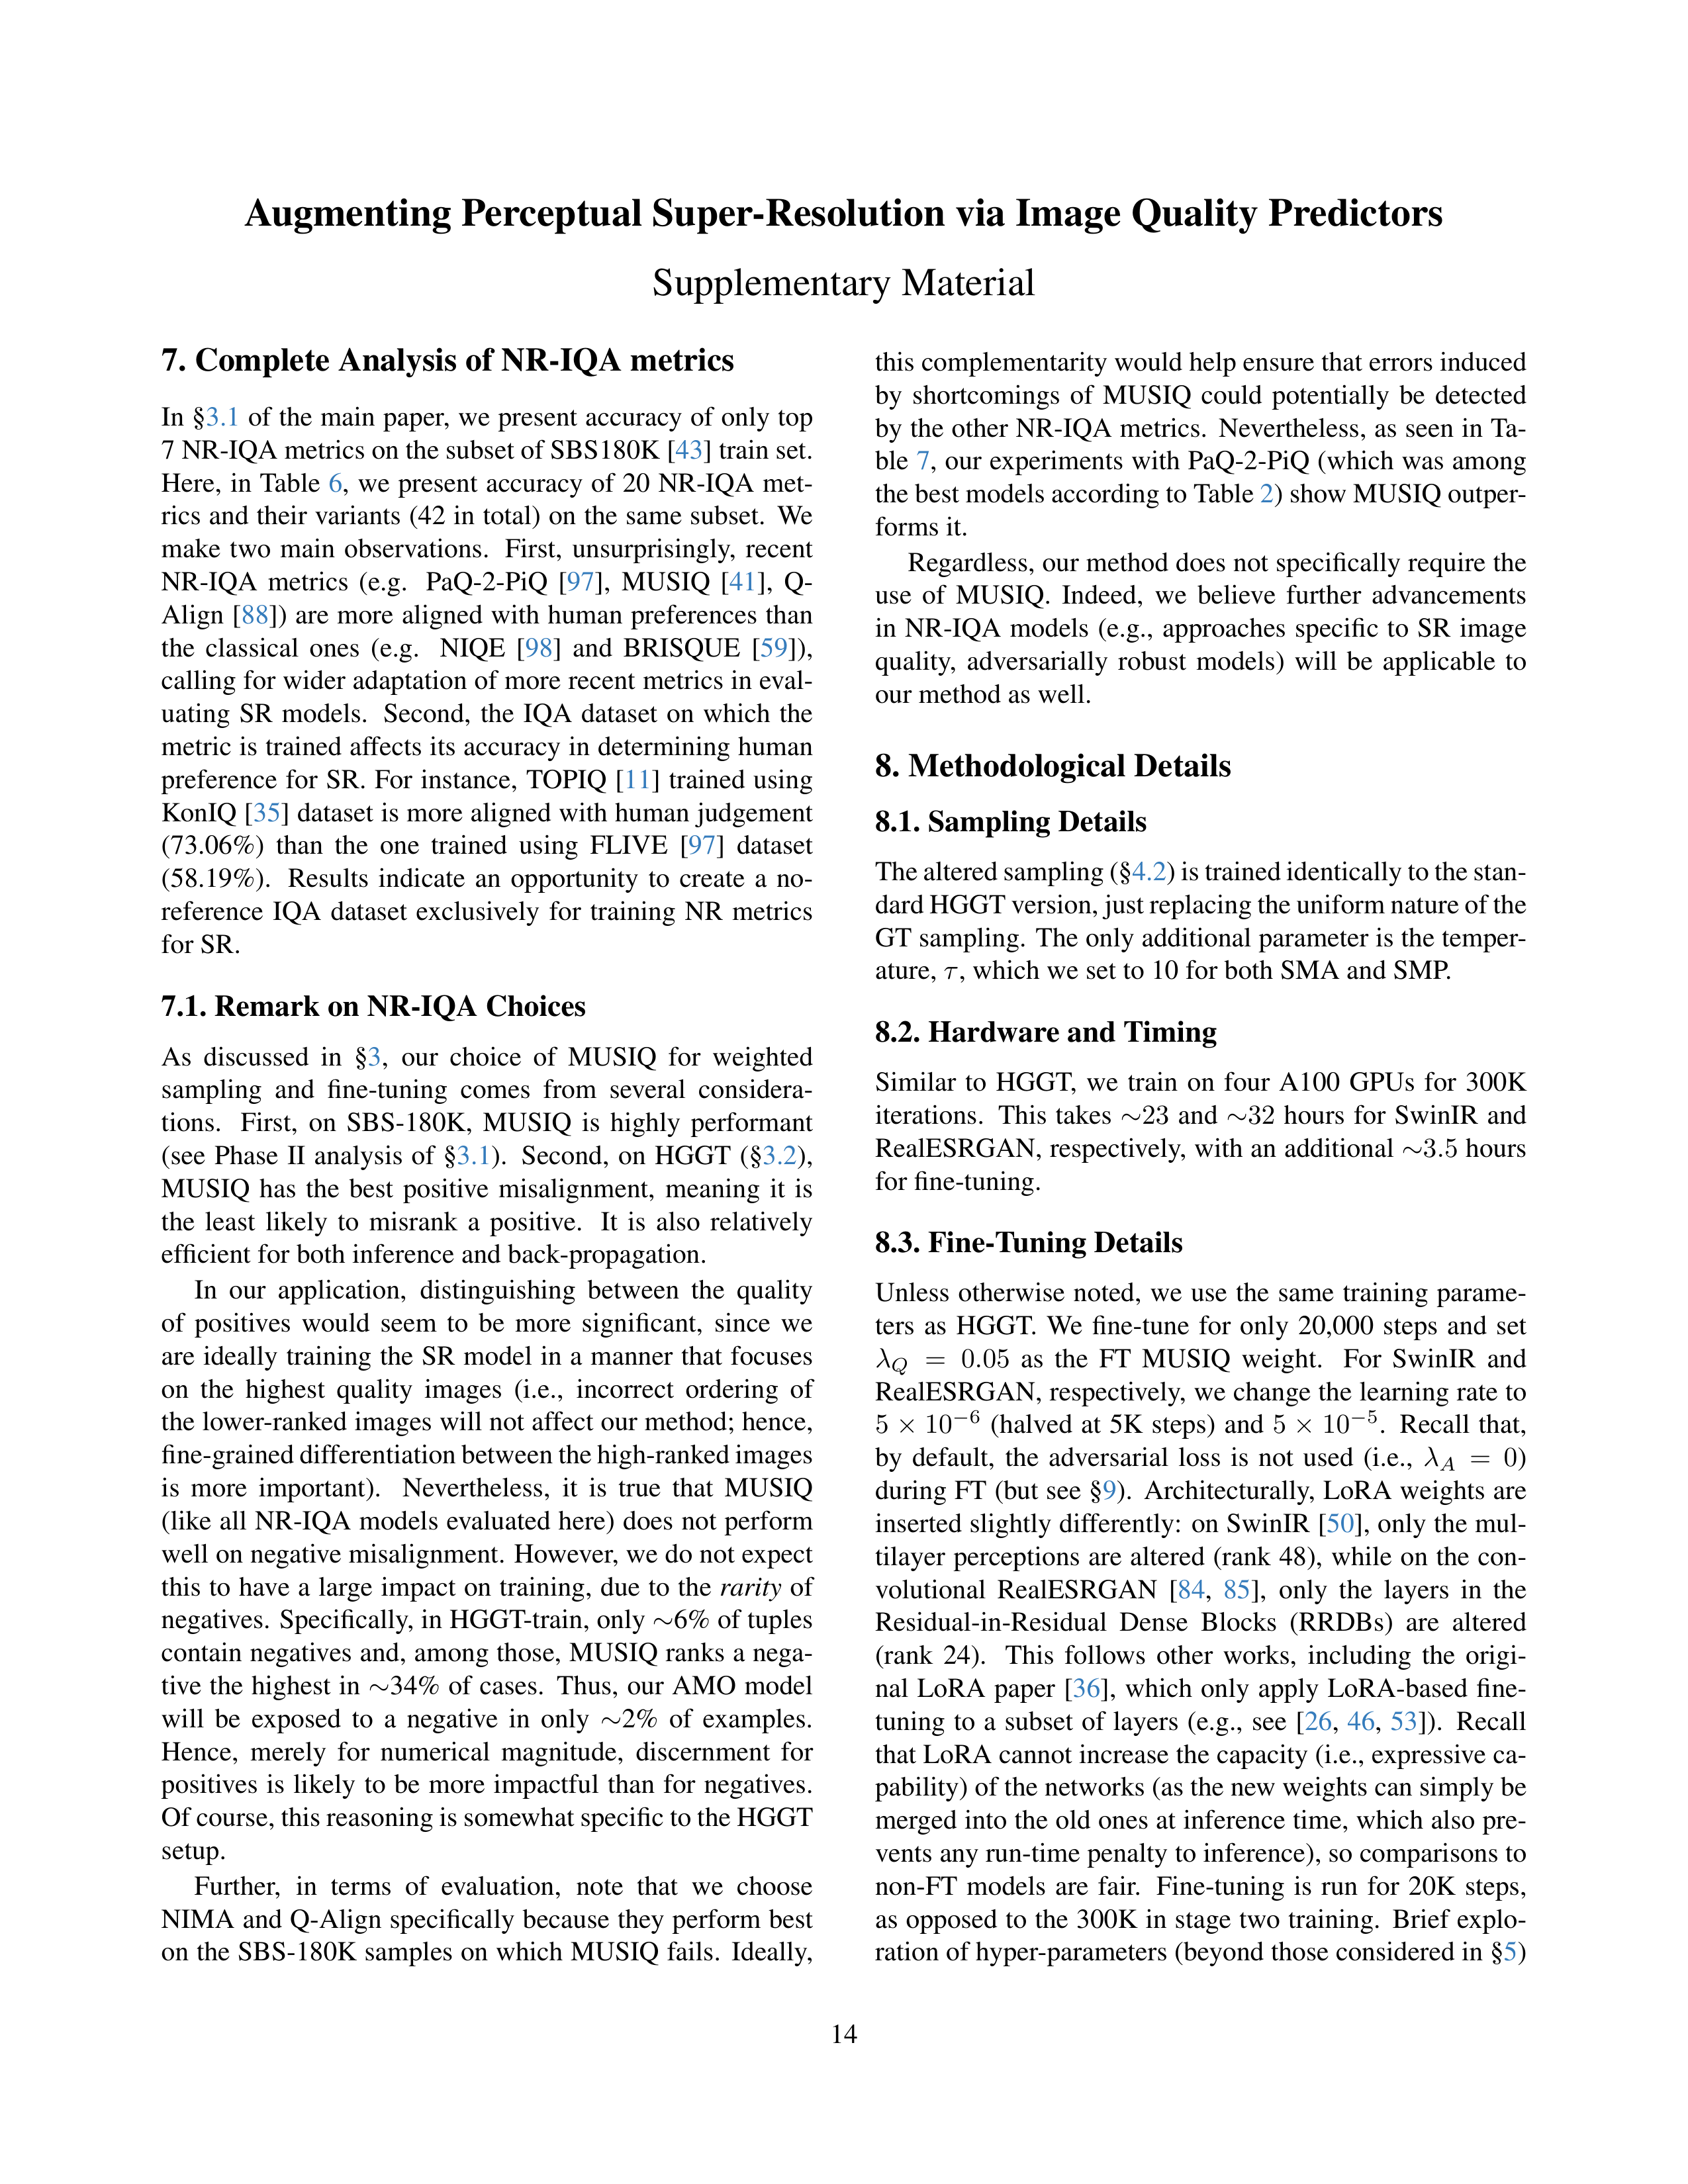 Augmenting Perceptual Super-Resolution via Image Quality Predictors
Supplementary Material
7. Complete Analysis of NR-IQA metrics
In §3.1 of the main paper, we present accuracy of only top
7 NR-IQA metrics on the subset of SBS180K [43] train set.
Here, in Table 6, we present accuracy of 20 NR-IQA met-
rics and their variants (42 in total) on the same subset. We
make two main observations. First, unsurprisingly, recent
NR-IQA metrics (e.g. PaQ-2-PiQ [97], MUSIQ [41], Q-
Align [88]) are more aligned with human preferences than
the classical ones (e.g. NIQE [98] and BRISQUE [59]),
calling for wider adaptation of more recent metrics in eval-
uating SR models. Second, the IQA dataset on which the
metric is trained affects its accuracy in determining human
preference for SR. For instance, TOPIQ [11] trained using
KonIQ [35] dataset is more aligned with human judgement
(73.06%) than the one trained using FLIVE [97] dataset
(58.19%). Results indicate an opportunity to create a no-
reference IQA dataset exclusively for training NR metrics
for SR.
7.1. Remark on NR-IQA Choices
As discussed in §3, our choice of MUSIQ for weighted
sampling and fine-tuning comes from several considera-
tions. First, on SBS-180K, MUSIQ is highly performant
(see Phase II analysis of §3.1). Second, on HGGT (§3.2),
MUSIQ has the best positive misalignment, meaning it is
the least likely to misrank a positive. It is also relatively
efficient for both inference and back-propagation.
In our application, distinguishing between the quality
of positives would seem to be more significant, since we
are ideally training the SR model in a manner that focuses
on the highest quality images (i.e., incorrect ordering of
the lower-ranked images will not affect our method; hence,
fine-grained differentiation between the high-ranked images
is more important). Nevertheless, it is true that MUSIQ
(like all NR-IQA models evaluated here) does not perform
well on negative misalignment. However, we do not expect
this to have a large impact on training, due to the rarity of
negatives. Specifically, in HGGT-train, only ∼6% of tuples
contain negatives and, among those, MUSIQ ranks a nega-
tive the highest in ∼34% of cases. Thus, our AMO model
will be exposed to a negative in only ∼2% of examples.
Hence, merely for numerical magnitude, discernment for
positives is likely to be more impactful than for negatives.
Of course, this reasoning is somewhat specific to the HGGT
setup.
Further, in terms of evaluation, note that we choose
NIMA and Q-Align specifically because they perform best
on the SBS-180K samples on which MUSIQ fails. Ideally,
this complementarity would help ensure that errors induced
by shortcomings of MUSIQ could potentially be detected
by the other NR-IQA metrics. Nevertheless, as seen in Ta-
ble 7, our experiments with PaQ-2-PiQ (which was among
the best models according to Table 2) show MUSIQ outper-
forms it.
Regardless, our method does not specifically require the
use of MUSIQ. Indeed, we believe further advancements
in NR-IQA models (e.g., approaches specific to SR image
quality, adversarially robust models) will be applicable to
our method as well.
8. Methodological Details
8.1. Sampling Details
The altered sampling (§4.2) is trained identically to the stan-
dard HGGT version, just replacing the uniform nature of the
GT sampling. The only additional parameter is the temper-
ature, τ, which we set to 10 for both SMA and SMP.
8.2. Hardware and Timing
Similar to HGGT, we train on four A100 GPUs for 300K
iterations. This takes ∼23 and ∼32 hours for SwinIR and
RealESRGAN, respectively, with an additional ∼3.5 hours
for fine-tuning.
8.3. Fine-Tuning Details
Unless otherwise noted, we use the same training parame-
ters as HGGT. We fine-tune for only 20,000 steps and set
λQ = 0.05 as the FT MUSIQ weight. For SwinIR and
RealESRGAN, respectively, we change the learning rate to
5 × 10⁻⁶ (halved at 5K steps) and 5 × 10⁻⁵. Recall that,
by default, the adversarial loss is not used (i.e., λA = 0)
during FT (but see §9). Architecturally, LoRA weights are
inserted slightly differently: on SwinIR [50], only the mul-
tilayer perceptions are altered (rank 48), while on the con-
volutional RealESRGAN [84, 85], only the layers in the
Residual-in-Residual Dense Blocks (RRDBs) are altered
(rank 24). This follows other works, including the origi-
nal LoRA paper [36], which only apply LoRA-based fine-
tuning to a subset of layers (e.g., see [26, 46, 53]). Recall
that LoRA cannot increase the capacity (i.e., expressive ca-
pability) of the networks (as the new weights can simply be
merged into the old ones at inference time, which also pre-
vents any run-time penalty to inference), so comparisons to
non-FT models are fair. Fine-tuning is run for 20K steps,
as opposed to the 300K in stage two training. Brief explo-
ration of hyper-parameters (beyond those considered in §5)
14